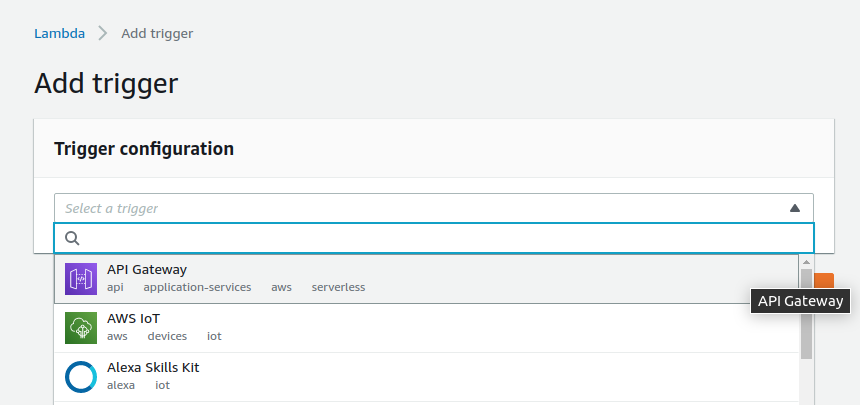 Lambda > Add trigger
Add trigger
Trigger configuration
Select a trigger
API Gateway
api application-services aws serverless
API Gateway
AWS IoT
aws devices iot
Alexa Skills Kit
alexa iot